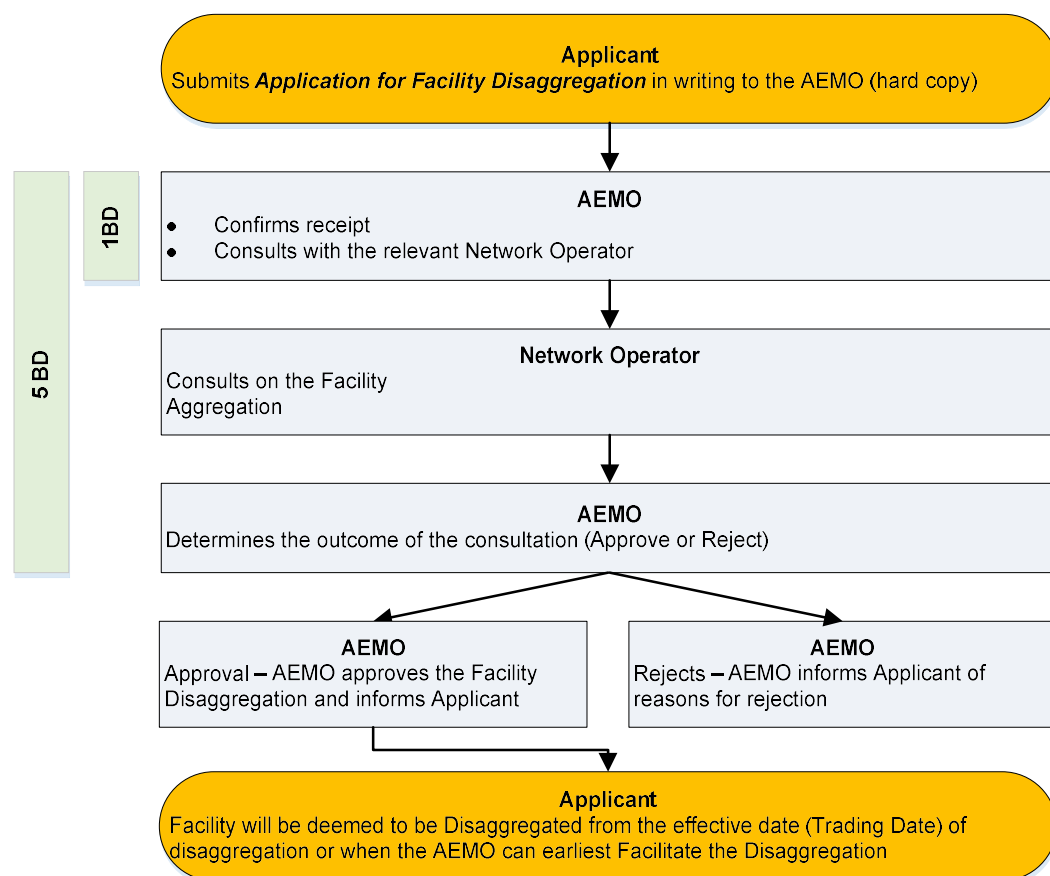 Applicant
Submits Application for Facility Disaggregation in writing to the AEMO (hard copy)
1BD
5 BD
AEMO
● Confirms receipt
● Consults with the relevant Network Operator
Network Operator
Consults on the Facility
Aggregation
AEMO
Determines the outcome of the consultation (Approve or Reject)
AEMO
Approval – AEMO approves the Facility
Disaggregation and informs Applicant
AEMO
Rejects – AEMO informs Applicant of
reasons for rejection
Applicant
Facility will be deemed to be Disaggregated from the effective date (Trading Date) of
disaggregation or when the AEMO can earliest Facilitate the Disaggregation